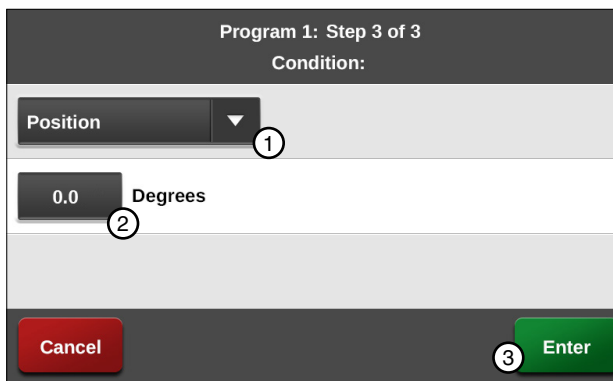 Program 1: Step 3 of 3
Condition:
Position
1
0.0 Degrees
2
Cancel
3 Enter